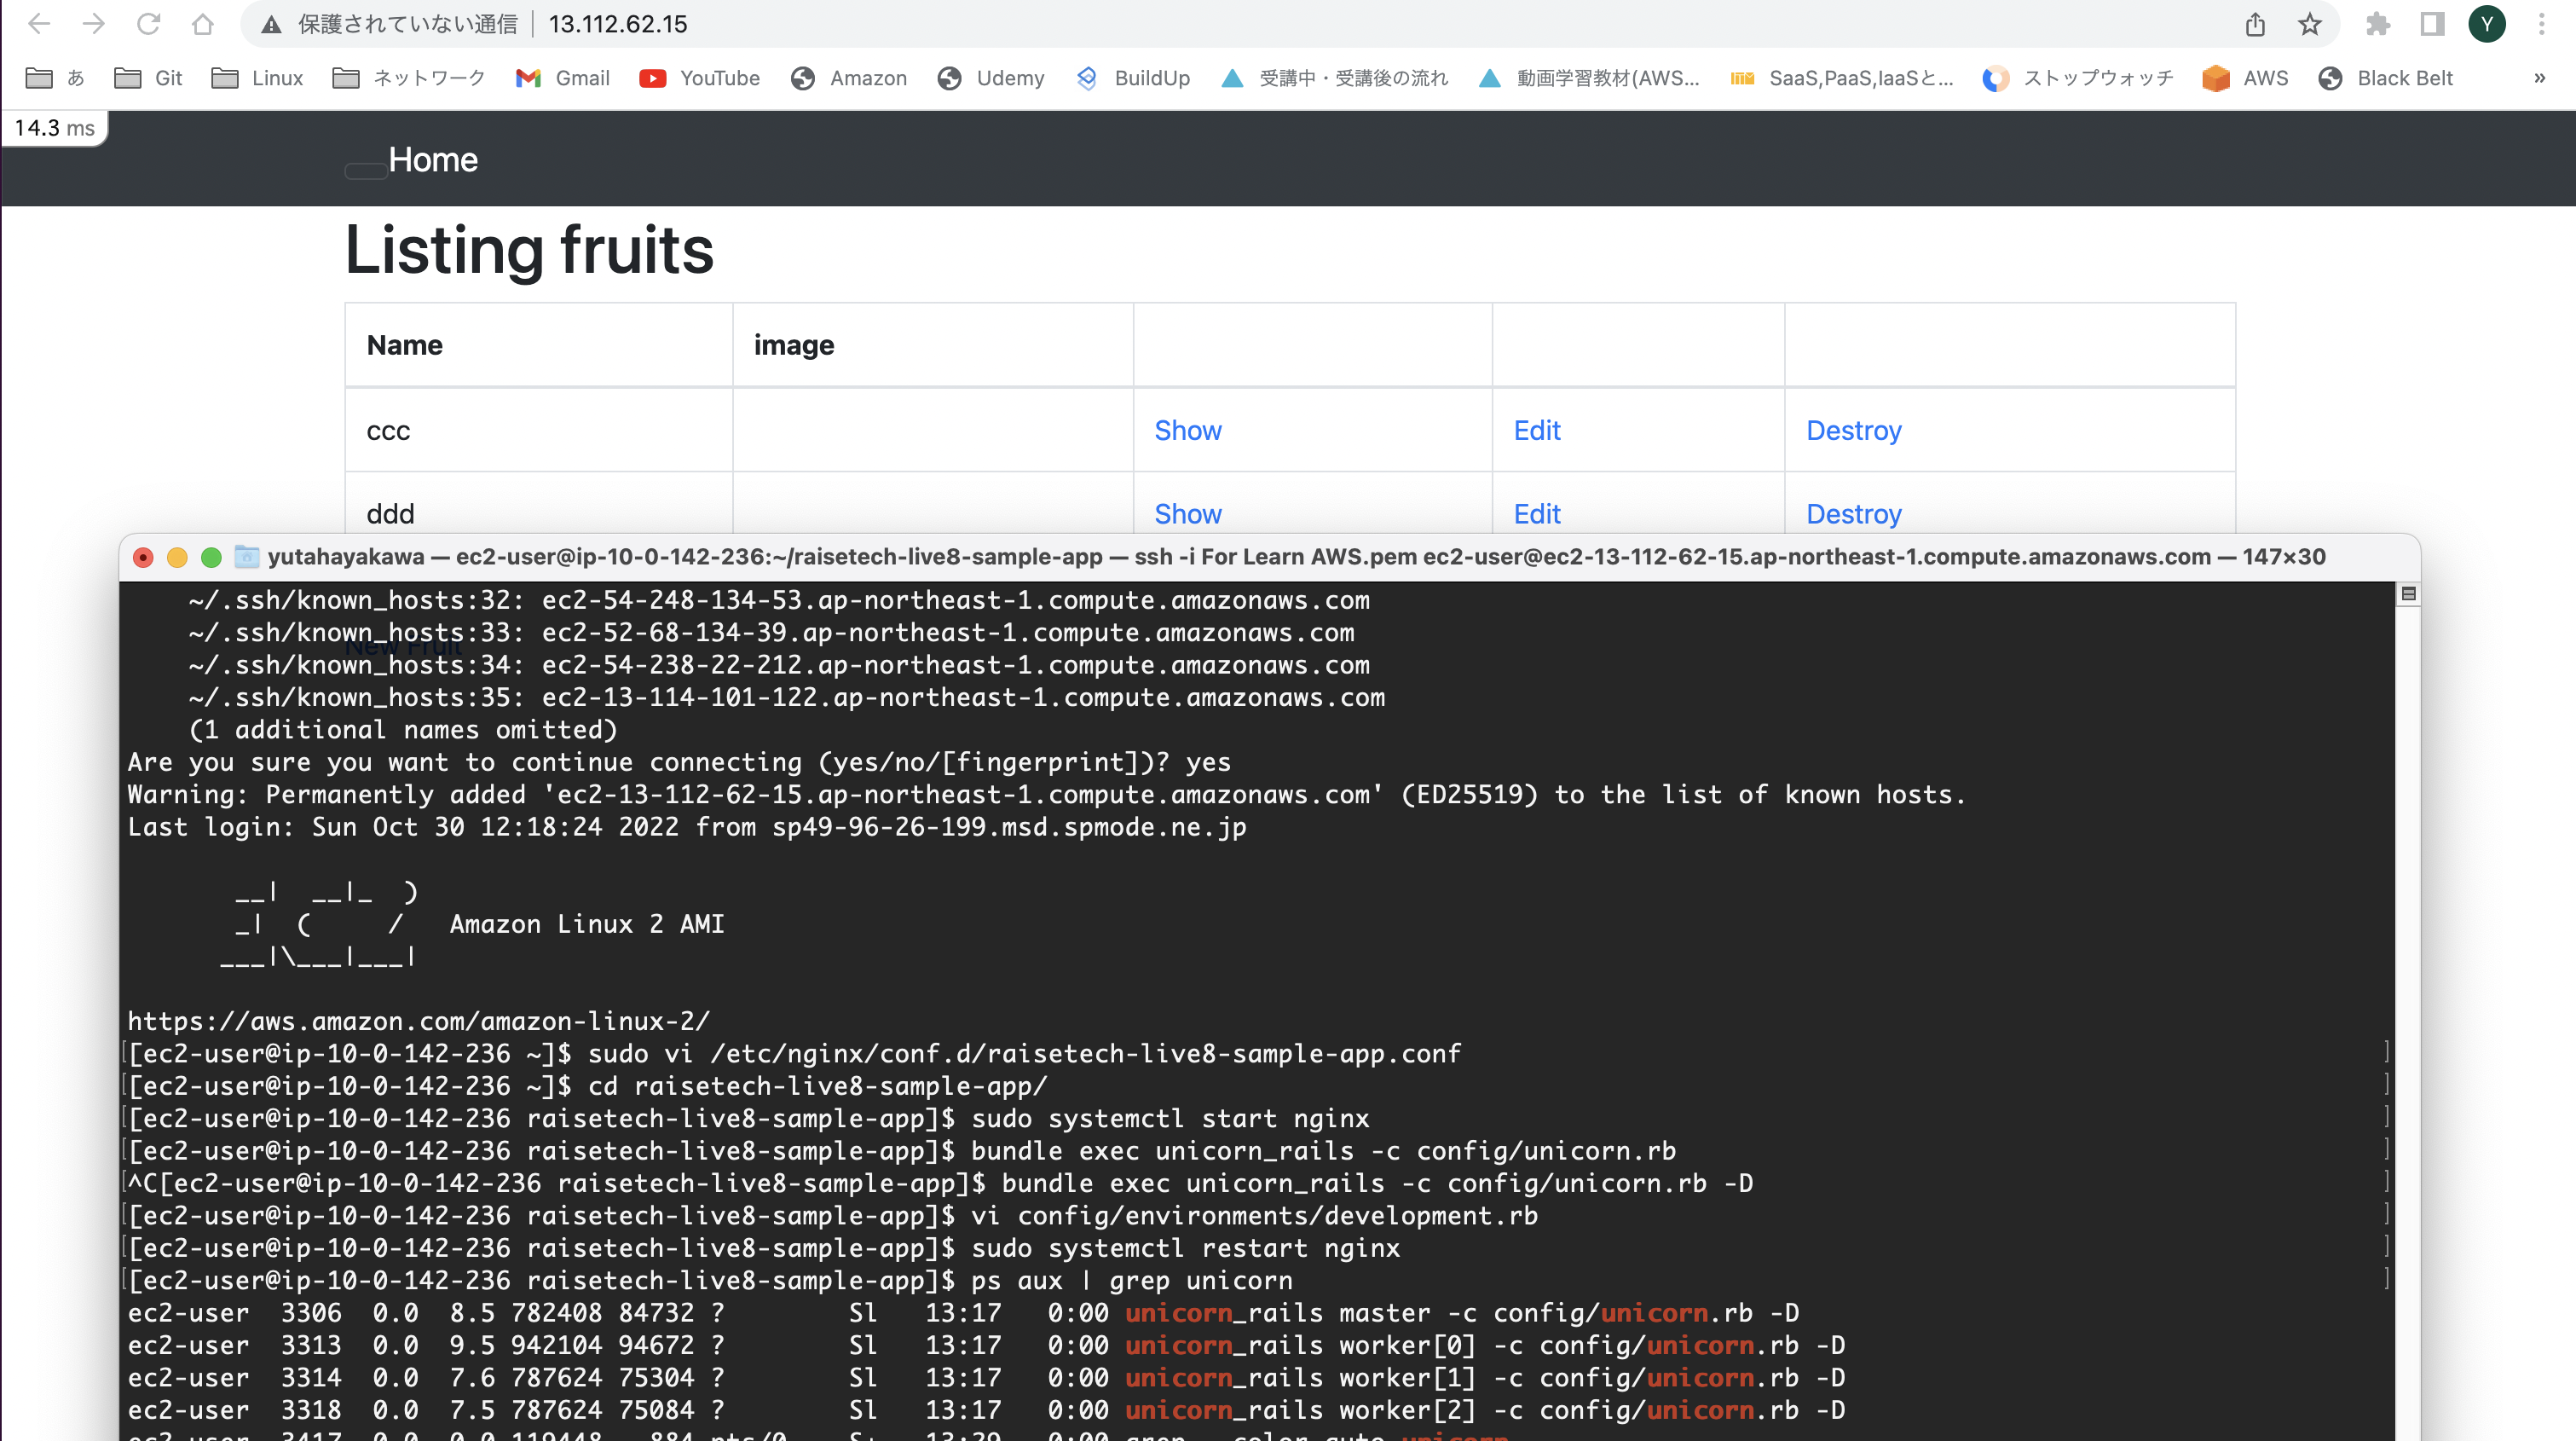 保護されていない通信 | 13.112.62.15
Y
あ Git Linux ネットワーク Gmail YouTube Amazon Udemy BuildUp 受講中・受講後の流れ 動画学習教材(AWS... SaaS,PaaS,IaaSと... ストップウォッチ AWS Black Belt »
14.3 ms
Home
Listing fruits
Name image
ccc Show Edit Destroy
ddd Show Edit Destroy
New Fruit
yutahayakawa — ec2-user@ip-10-0-142-236:~/raisetech-live8-sample-app — ssh -i For Learn AWS.pem ec2-user@ec2-13-112-62-15.ap-northeast-1.compute.amazonaws.com — 147×30
~/.ssh/known_hosts:32: ec2-54-248-134-53.ap-northeast-1.compute.amazonaws.com
~/.ssh/known_hosts:33: ec2-52-68-134-39.ap-northeast-1.compute.amazonaws.com
~/.ssh/known_hosts:34: ec2-54-238-22-212.ap-northeast-1.compute.amazonaws.com
~/.ssh/known_hosts:35: ec2-13-114-101-122.ap-northeast-1.compute.amazonaws.com
(1 additional names omitted)
Are you sure you want to continue connecting (yes/no/[fingerprint])? yes
Warning: Permanently added 'ec2-13-112-62-15.ap-northeast-1.compute.amazonaws.com' (ED25519) to the list of known hosts.
Last login: Sun Oct 30 12:18:24 2022 from sp49-96-26-199.msd.spmode.ne.jp
__|  __|_  )
_|  (     /   Amazon Linux 2 AMI
___|\___|___|
https://aws.amazon.com/amazon-linux-2/
[[ec2-user@ip-10-0-142-236 ~]$ sudo vi /etc/nginx/conf.d/raisetech-live8-sample-app.conf ]
[[ec2-user@ip-10-0-142-236 ~]$ cd raisetech-live8-sample-app/ ]
[[ec2-user@ip-10-0-142-236 raisetech-live8-sample-app]$ sudo systemctl start nginx ]
[[ec2-user@ip-10-0-142-236 raisetech-live8-sample-app]$ bundle exec unicorn_rails -c config/unicorn.rb ]
[^C[ec2-user@ip-10-0-142-236 raisetech-live8-sample-app]$ bundle exec unicorn_rails -c config/unicorn.rb -D ]
[[ec2-user@ip-10-0-142-236 raisetech-live8-sample-app]$ vi config/environments/development.rb ]
[[ec2-user@ip-10-0-142-236 raisetech-live8-sample-app]$ sudo systemctl restart nginx ]
[[ec2-user@ip-10-0-142-236 raisetech-live8-sample-app]$ ps aux | grep unicorn ]
ec2-user  3306  0.0  8.5 782408 84732 ?        Sl   13:17   0:00 unicorn_rails master -c config/unicorn.rb -D
ec2-user  3313  0.0  9.5 942104 94672 ?        Sl   13:17   0:00 unicorn_rails worker[0] -c config/unicorn.rb -D
ec2-user  3314  0.0  7.6 787624 75304 ?        Sl   13:17   0:00 unicorn_rails worker[1] -c config/unicorn.rb -D
ec2-user  3318  0.0  7.5 787624 75084 ?        Sl   13:17   0:00 unicorn_rails worker[2] -c config/unicorn.rb -D
ec2-user  3417  0.0  0.0 119448   884 pts/0    S+   13:29   0:00 grep --color=auto unicorn